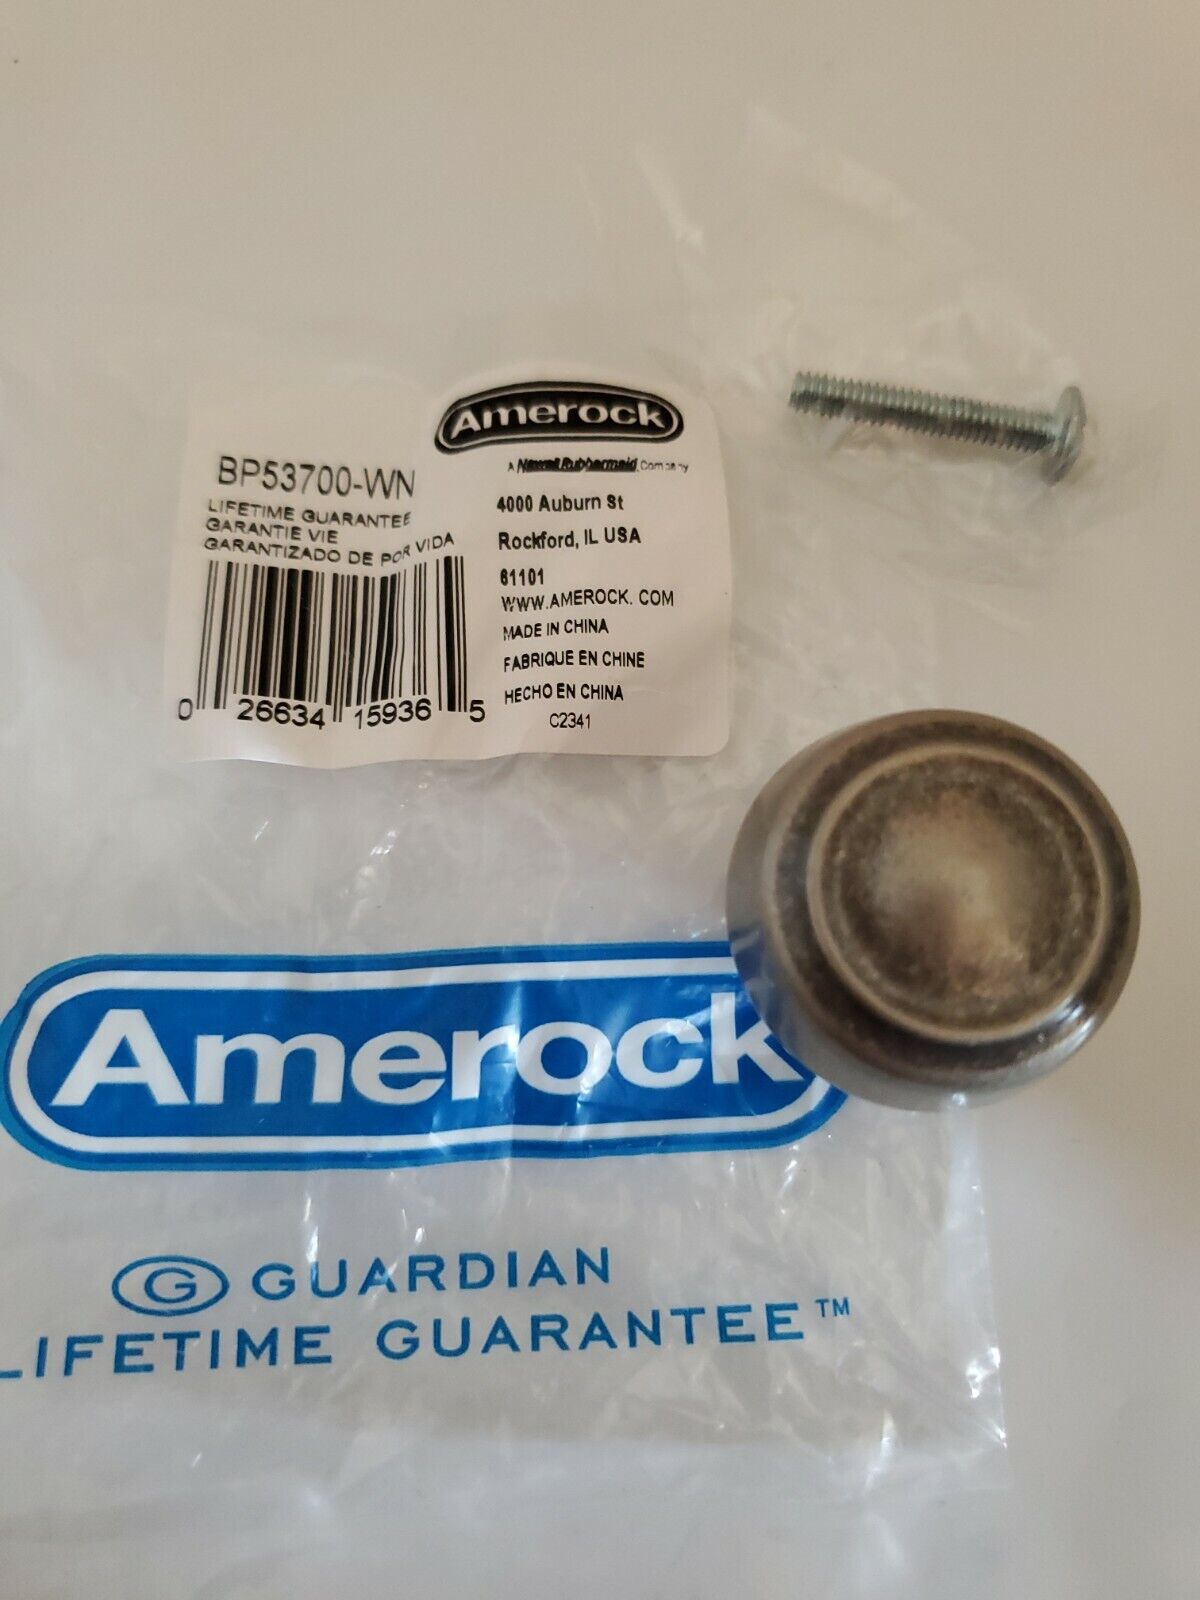 Amerock
A Newell Rubbermaid Company
BP53700-WN
LIFETIME GUARANTEE
GARANTIE VIE
GARANTIZADO DE POR VIDA
0 26634 15936 5
4000 Auburn St
Rockford, IL USA
61101
WWW.AMEROCK. COM
MADE IN CHINA
FABRIQUE EN CHINE
HECHO EN CHINA
C2341
Amerock
G GUARDIAN
LIFETIME GUARANTEE™